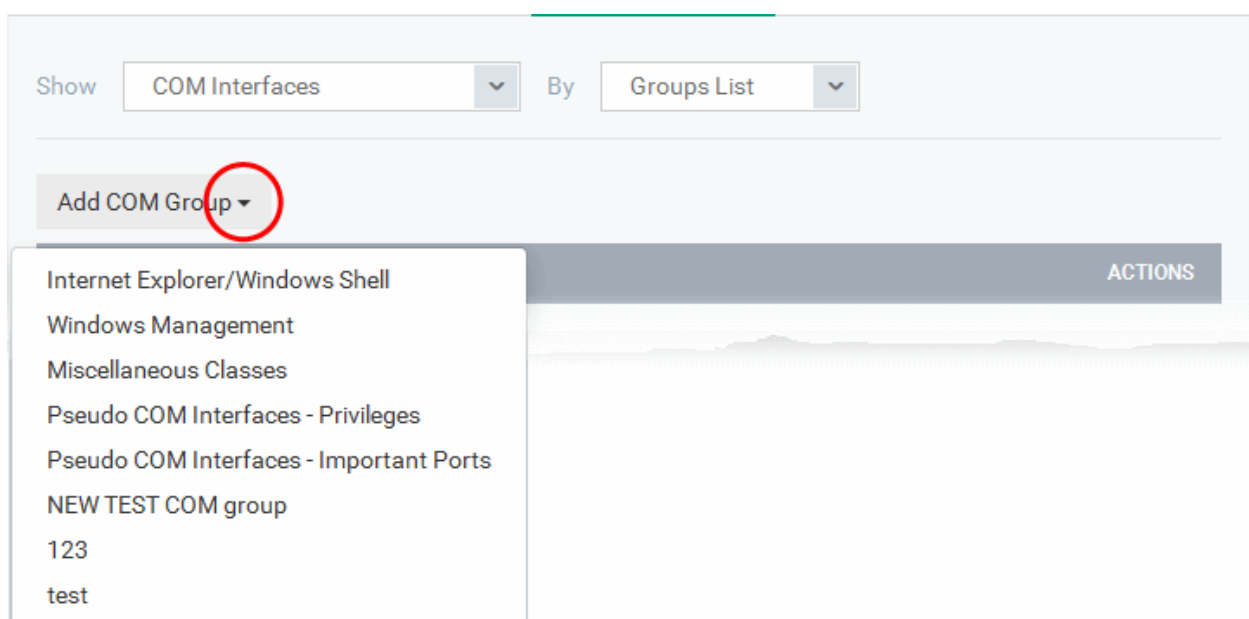 Show COM Interfaces By Groups List
Add COM Group
ACTIONS
Internet Explorer/Windows Shell
Windows Management
Miscellaneous Classes
Pseudo COM Interfaces - Privileges
Pseudo COM Interfaces - Important Ports
NEW TEST COM group
123
test